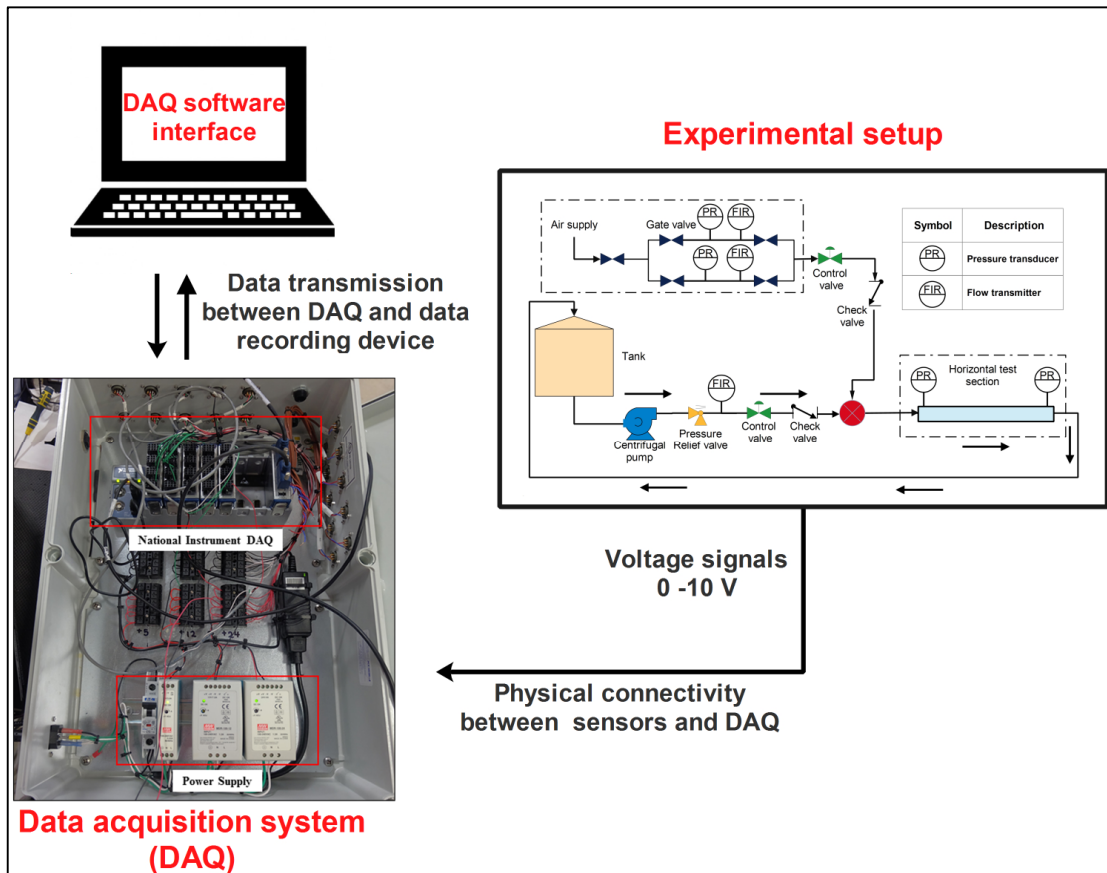 DAQ software
interface
Data transmission
between DAQ and data
recording device
Experimental setup
Air supply
Gate valve
PR
FIR
PR
FIR
Control
valve
Check
valve
Symbol
Description
PR
Pressure transducer
FIR
Flow transmitter
Tank
FIR
Centrifugal
pump
Pressure
Relief valve
Control
valve
Check
valve
PR
Horizontal test
section
PR
Voltage signals
0 -10 V
Physical connectivity
between sensors and DAQ
National Instrument DAQ
+5
+12
+24
Power Supply
Data acquisition system
(DAQ)